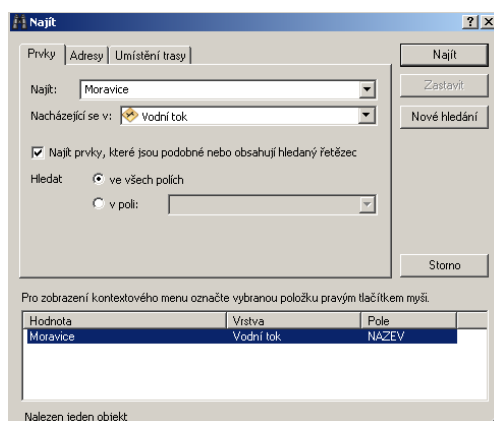 Najít
Prvky Adresy Umístění trasy
Najít
Najít: Moravice
Zastavit
Nacházející se v: Vodní tok
Nové hledání
Najít prvky, které jsou podobné nebo obsahují hledaný řetězec
Hledat ve všech polích
v poli:
Storno
Pro zobrazení kontextového menu označte vybranou položku pravým tlačítkem myši.
Hodnota Vrstva Pole
Moravice Vodní tok NAZEV
Nalezen jeden objekt